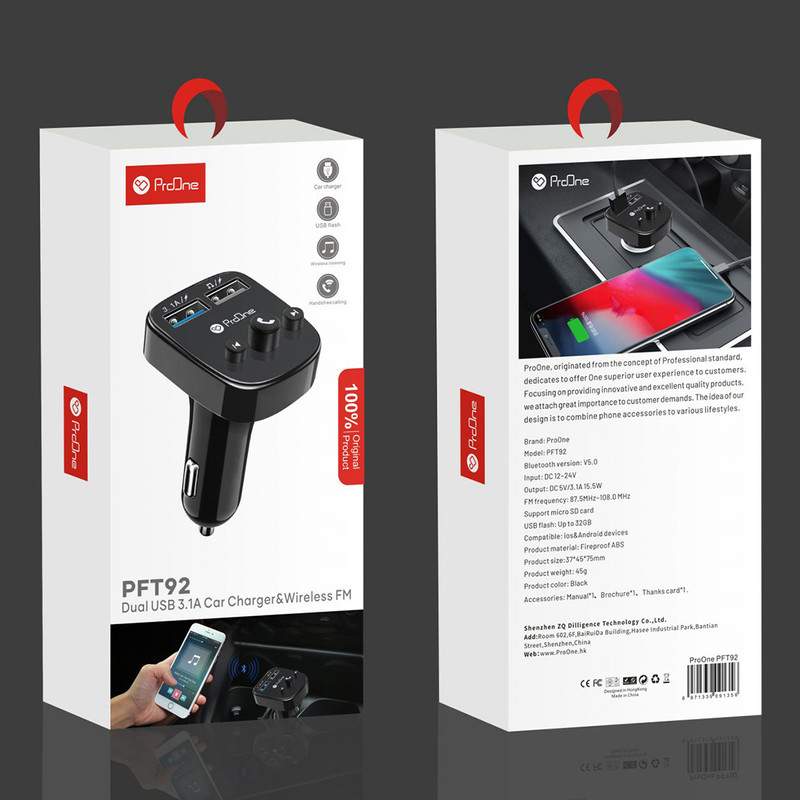 ProOne
Car charger
USB flash
Wireless listening
Handsfree calling
3.1A/
ProOne
100%
Original
Product
ProOne
PFT92
Dual USB 3.1A Car Charger&Wireless FM
ProOne
ProOne, originated from the concept of Professional standard,
dedicates to offer One superior user experience to customers.
Focusing on providing innovative and excellent quality products,
we attach great importance to customer demands. The idea of our
design is to combine phone accessories to various lifestyles.
Brand: ProOne
Model: PFT92
Bluetooth version: V5.0
Input: DC 12-24V
Output: DC 5V/3.1A 15.5W
FM frequency: 87.5MHz~108.0 MHz
Support micro SD card
USB flash: Up to 32GB
Compatible: ios&Android devices
Product material: Fireproof ABS
Product size:37*45*75mm
Product weight: 45g
Product color: Black
Accessories: Manual*1、Brochure*1、Thanks card*1.
ProOne
Shenzhen ZQ Dilligence Technology Co.,Ltd.
Add:Room 602,6F,BaiRuiDa Building,Hasee Industrial Park,Bantian
Street,Shenzhen,China
Web:www.ProOne.hk
ProOne PFT92
CE FC
Designed in HongKong
Made in China